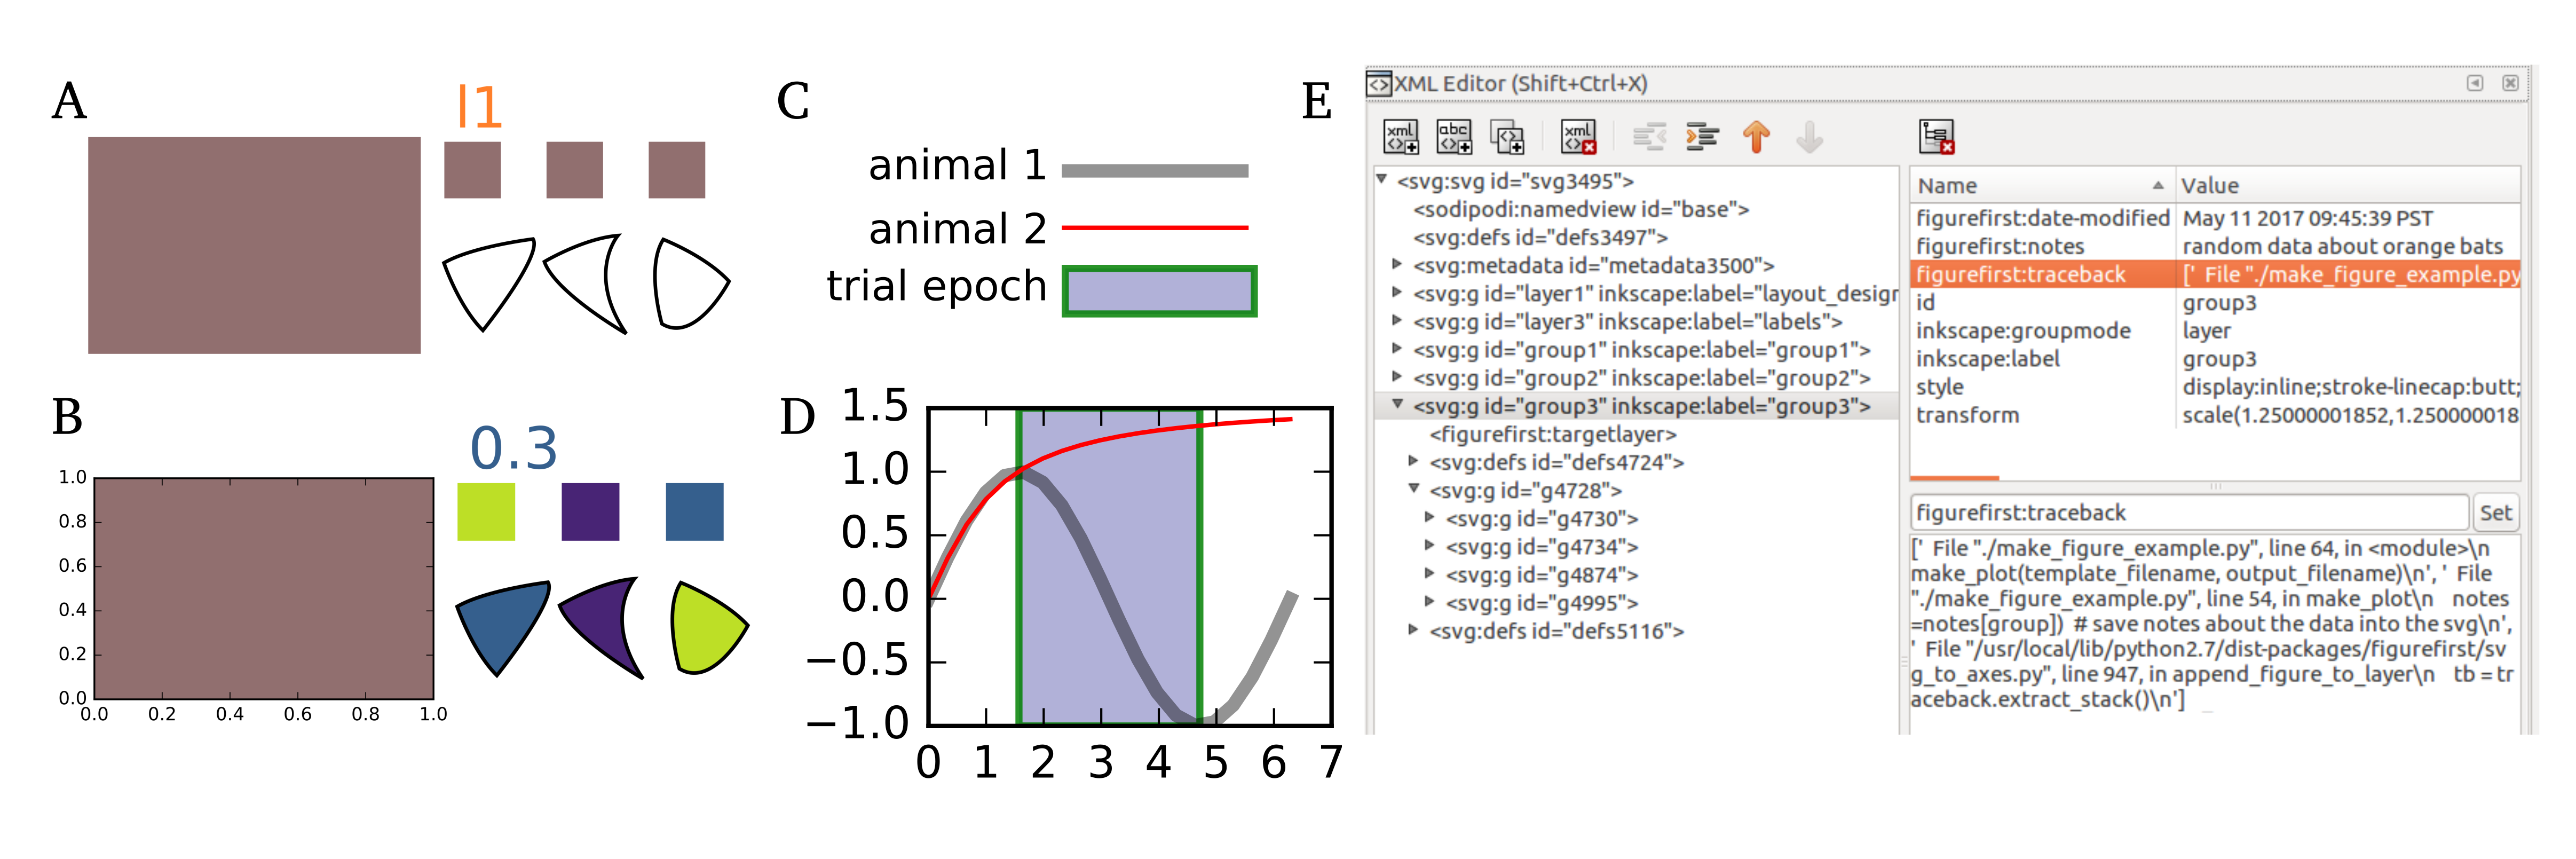 A
l1
B
0.3
1.0
0.8
0.6
0.4
0.2
0.0
0.0 0.2 0.4 0.6 0.8 1.0
C
animal 1
animal 2
trial epoch
D
1.5
1.0
0.5
0.0
−0.5
−1.0
0 1 2 3 4 5 6 7
E
XML Editor (Shift+Ctrl+X)
xml abc xml
<svg:svg id="svg3495">
<sodipodi:namedview id="base">
<svg:defs id="defs3497">
<svg:metadata id="metadata3500">
<svg:g id="layer1" inkscape:label="layout_design
<svg:g id="layer3" inkscape:label="labels">
<svg:g id="group1" inkscape:label="group1">
<svg:g id="group2" inkscape:label="group2">
<svg:g id="group3" inkscape:label="group3">
<figurefirst:targetlayer>
<svg:defs id="defs4724">
<svg:g id="g4728">
<svg:g id="g4730">
<svg:g id="g4734">
<svg:g id="g4874">
<svg:g id="g4995">
<svg:defs id="defs5116">
Name Value
figurefirst:date-modified May 11 2017 09:45:39 PST
figurefirst:notes random data about orange bats
figurefirst:traceback [' File "./make_figure_example.py
id group3
inkscape:groupmode layer
inkscape:label group3
style display:inline;stroke-linecap:butt;
transform scale(1.25000001852,1.250000018
figurefirst:traceback Set
[' File "./make_figure_example.py", line 64, in <module>\n
make_plot(template_filename, output_filename)\n', ' File
"./make_figure_example.py", line 54, in make_plot\n notes
=notes[group]) # save notes about the data into the svg\n',
' File "/usr/local/lib/python2.7/dist-packages/figurefirst/sv
g_to_axes.py", line 947, in append_figure_to_layer\n tb = tr
aceback.extract_stack()\n']